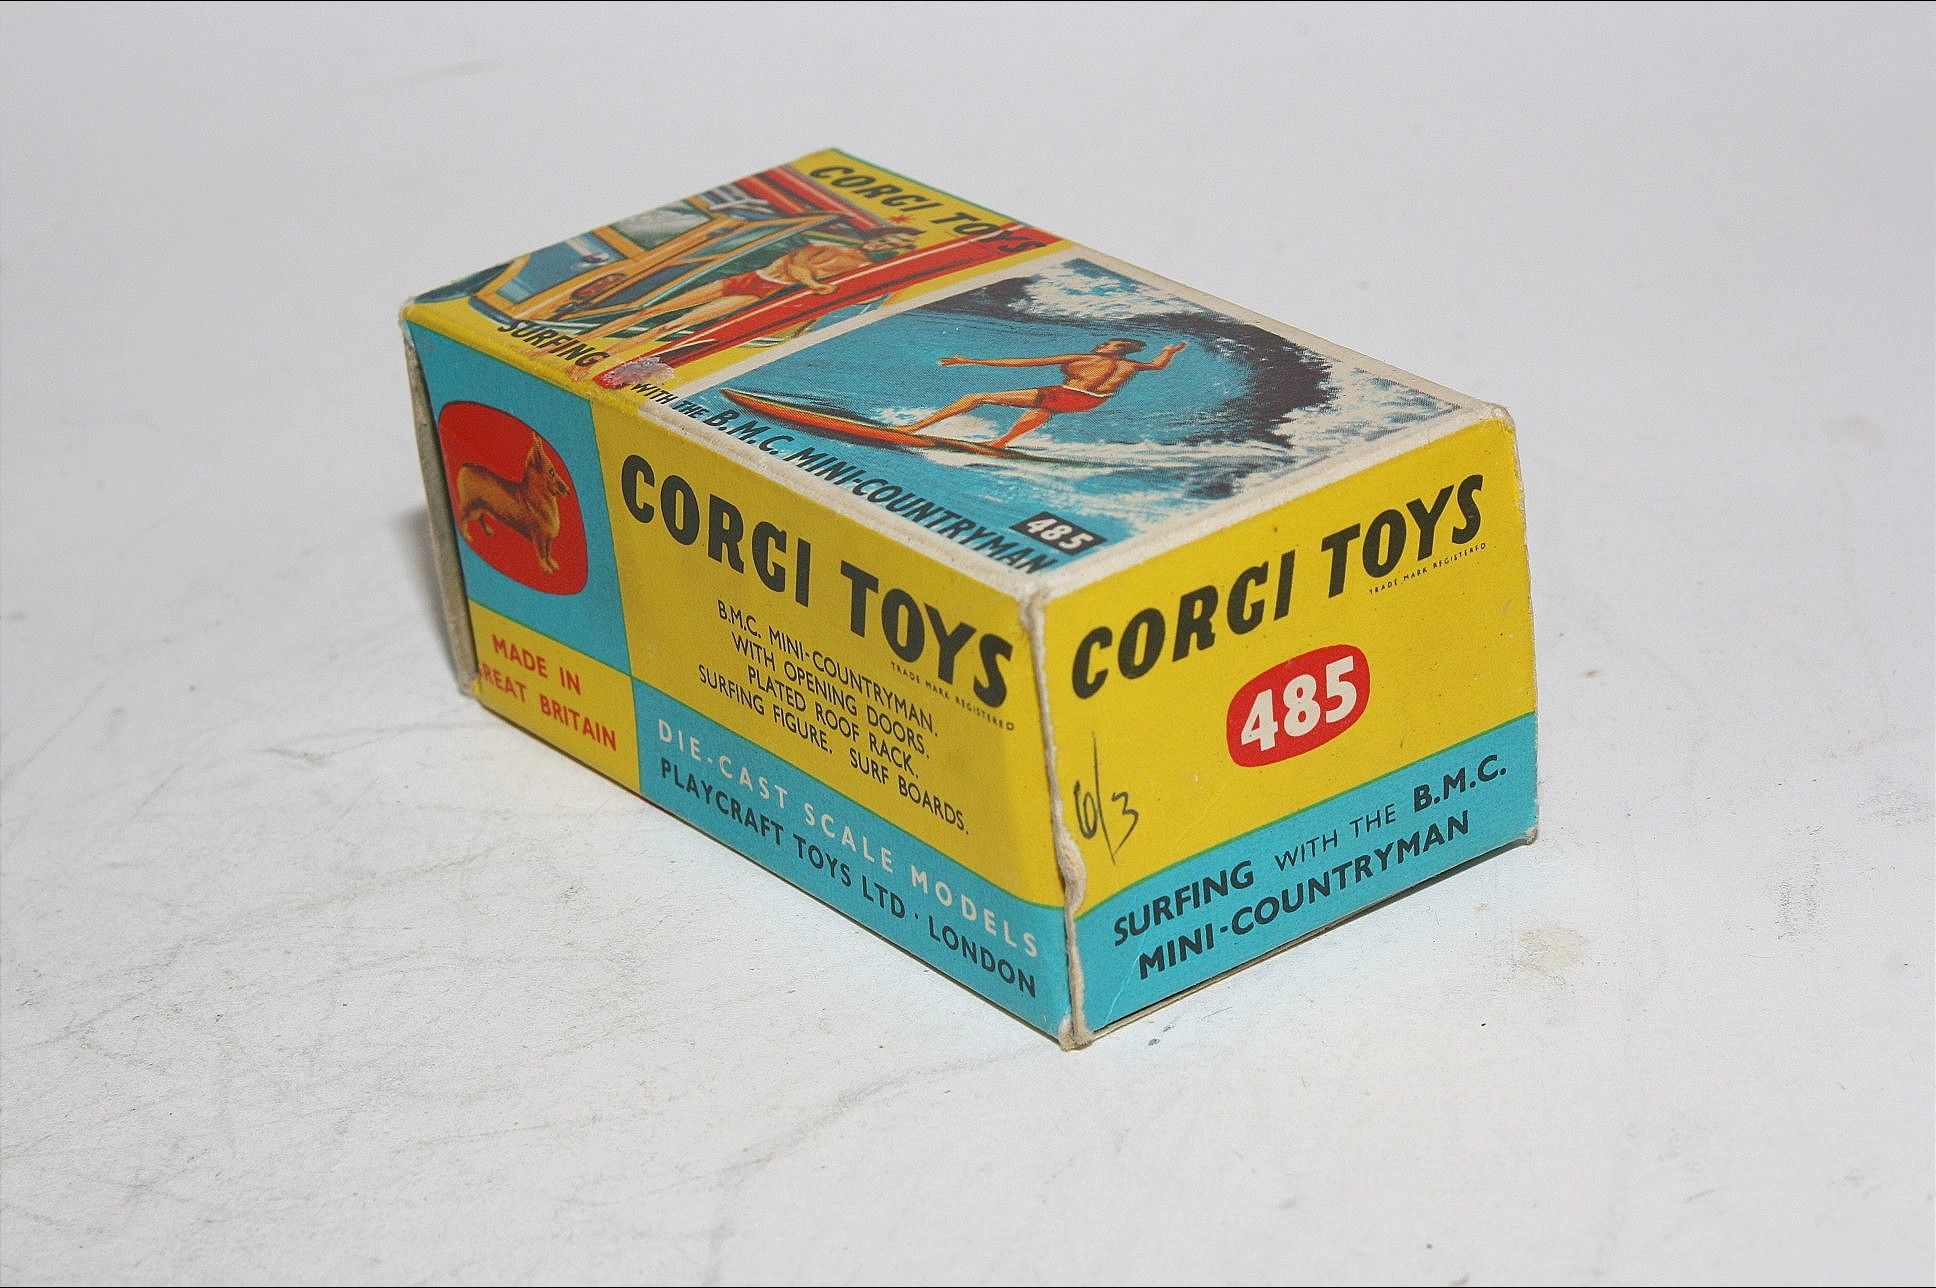 CORGI TOYS
SURFING WITH THE B.M.C. MINI-COUNTRYMAN
485
MADE IN
GREAT BRITAIN
CORGI TOYS
TRADE MARK REGISTERED
B.M.C. MINI-COUNTRYMAN.
WITH OPENING DOORS.
PLATED ROOF RACK.
SURFING FIGURE. SURF BOARDS.
DIE-CAST SCALE MODELS
PLAYCRAFT TOYS LTD · LONDON
CORGI TOYS
TRADE MARK REGISTERED
485
6/3
SURFING WITH THE B.M.C.
MINI-COUNTRYMAN